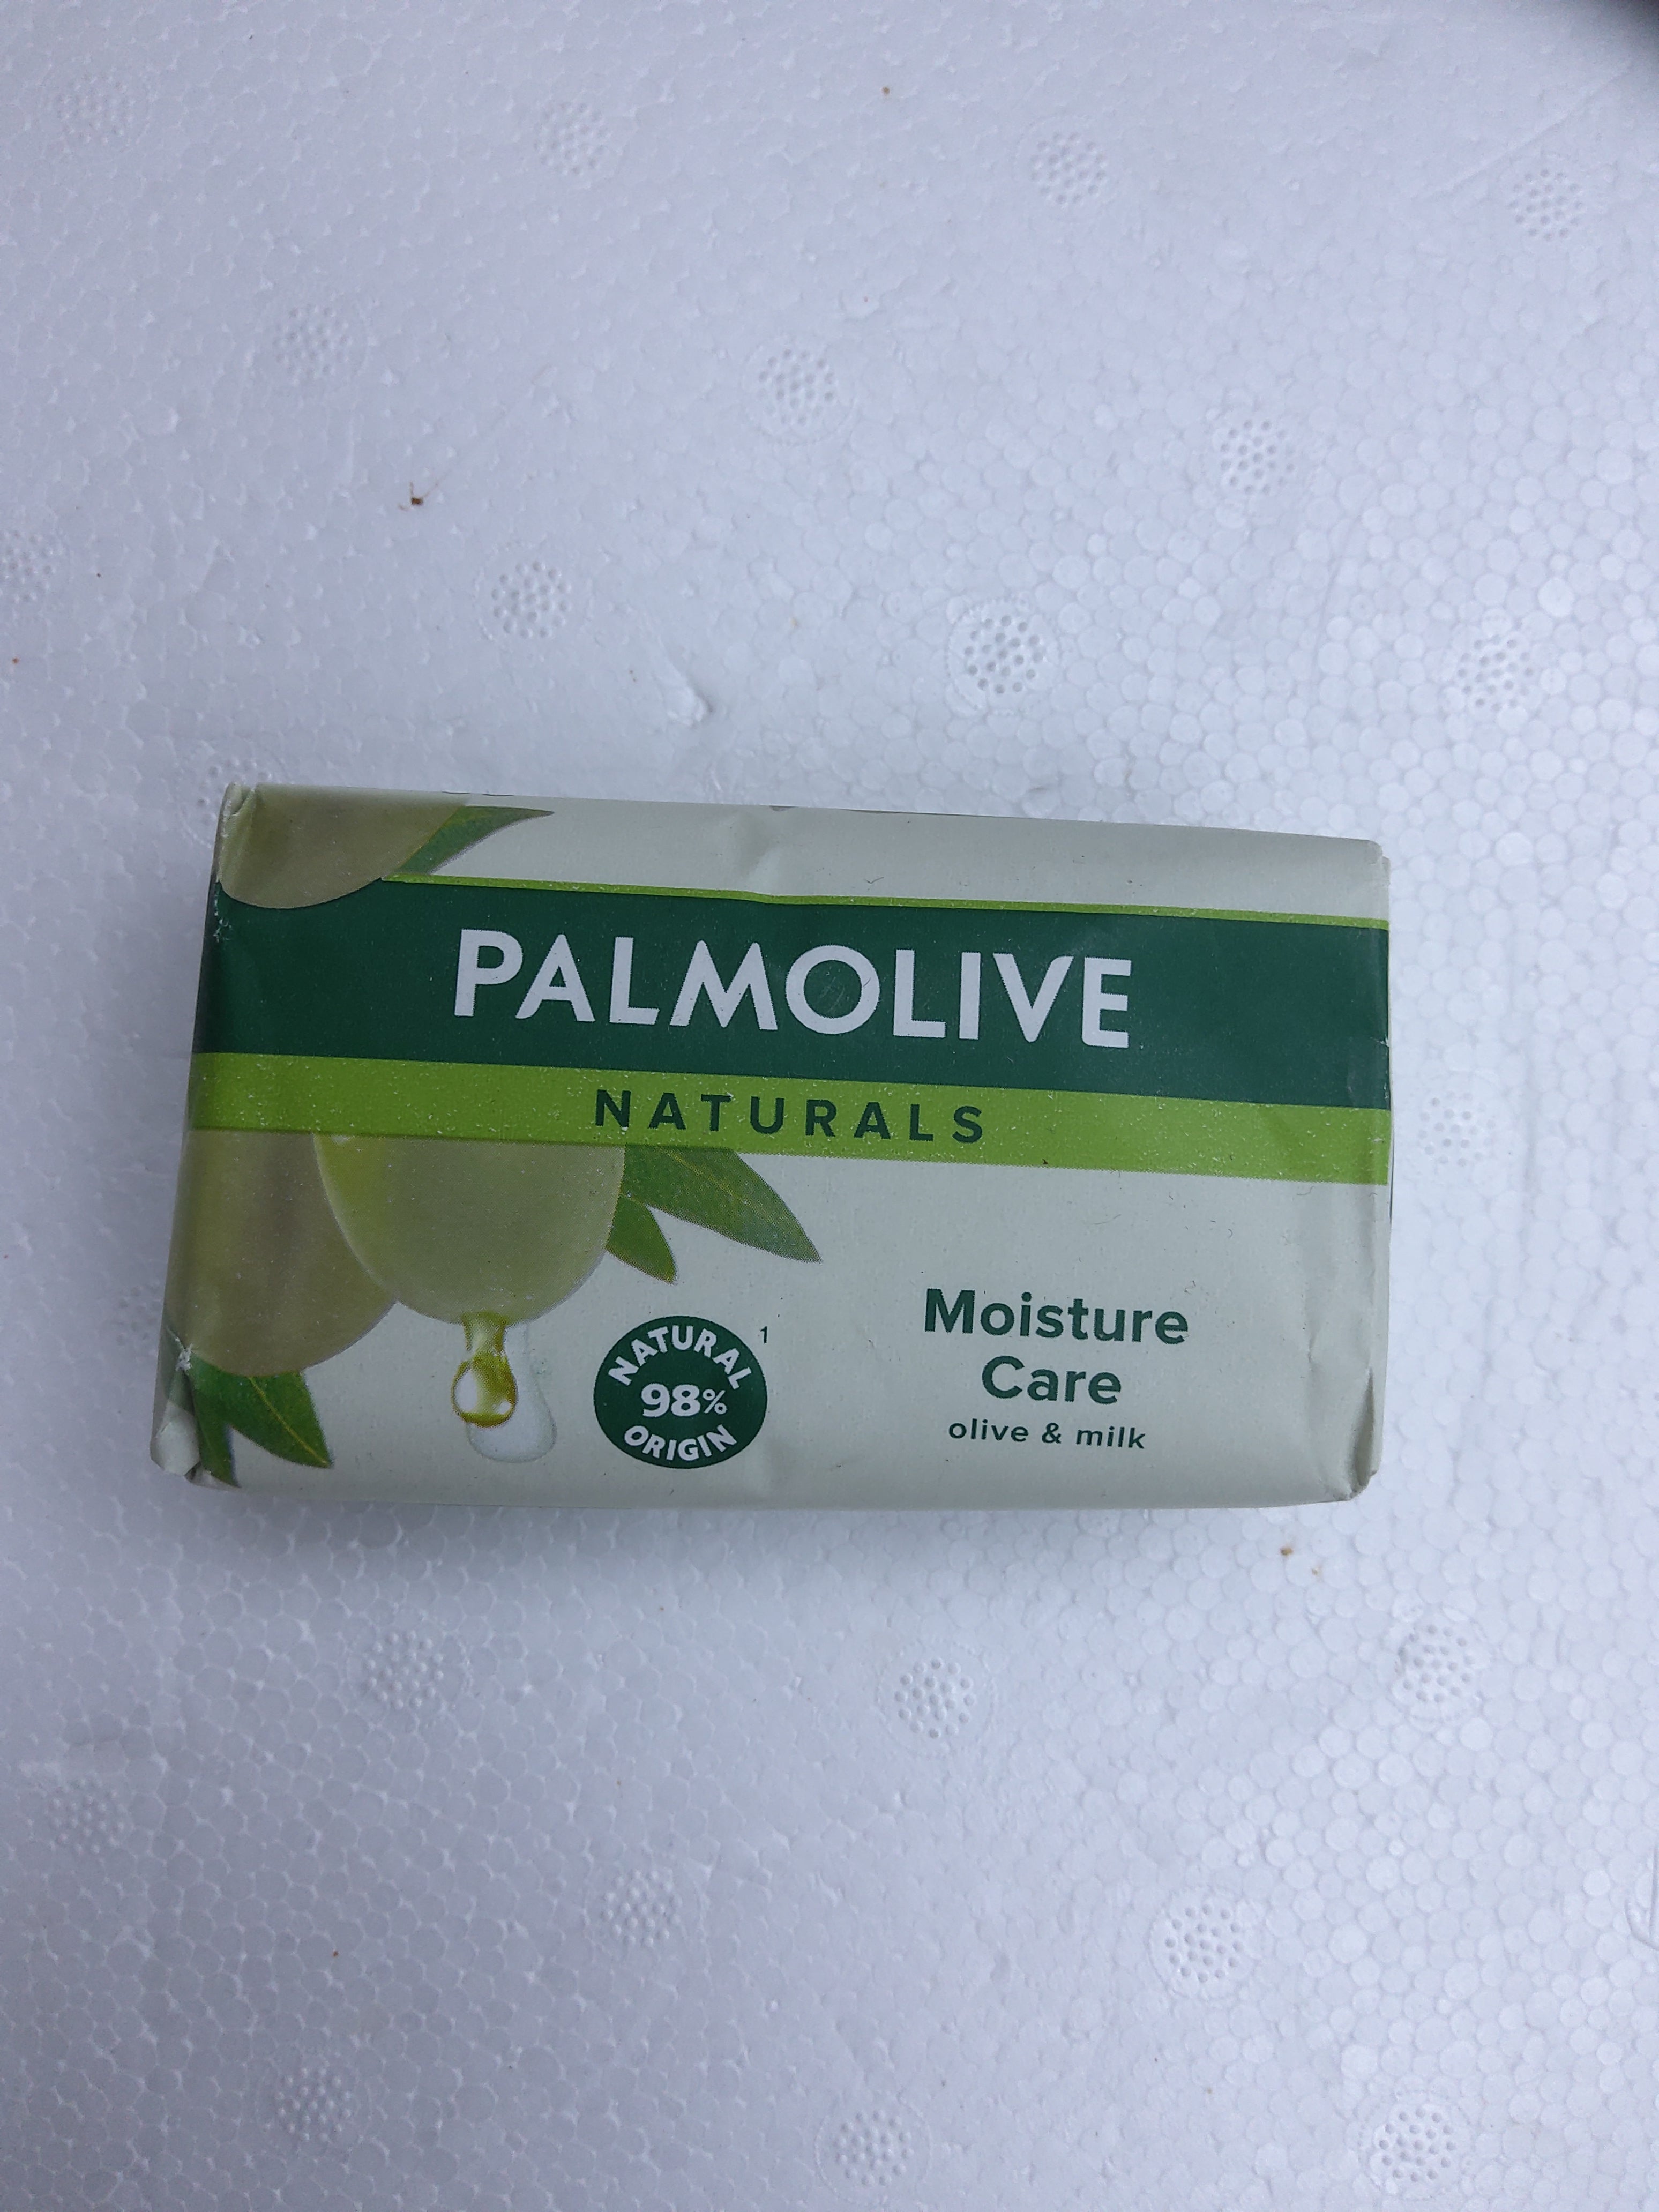 PALMOLIVE
NATURALS
NATURAL
98%
ORIGIN
1
Moisture
Care
olive & milk